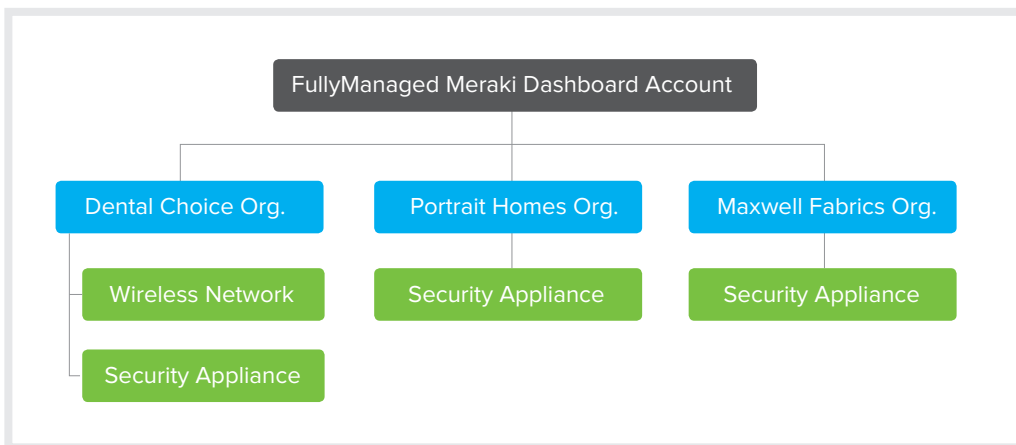 FullyManaged Meraki Dashboard Account
Dental Choice Org.
Portrait Homes Org.
Maxwell Fabrics Org.
Wireless Network
Security Appliance
Security Appliance
Security Appliance